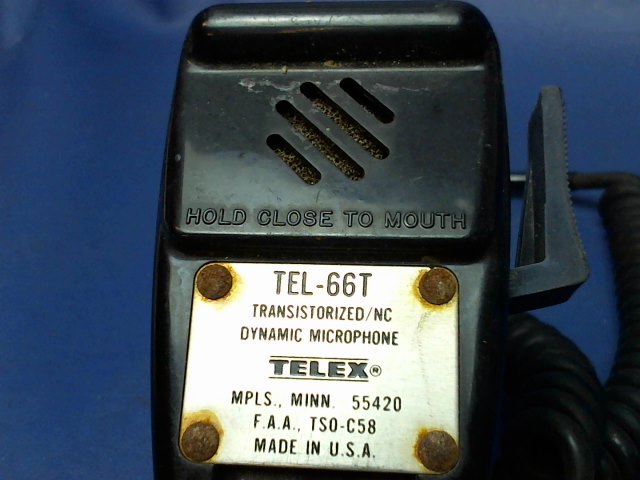 HOLD CLOSE TO MOUTH
TEL-66T
TRANSISTORIZED/NC
DYNAMIC MICROPHONE
TELEX®
MPLS., MINN. 55420
F.A.A., TSO-C58
MADE IN U.S.A.